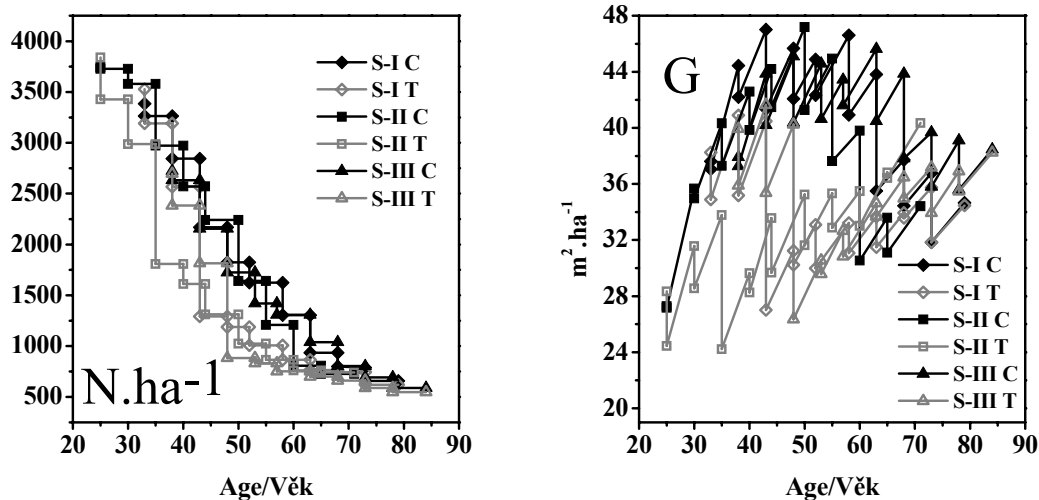 4000
3500
3000
2500
2000
1500
1000
500
20 30 40 50 60 70 80 90
Age/Věk
N.ha-1
S-I C
S-I T
S-II C
S-II T
S-III C
S-III T
48
44
40
36
32
28
24
20
m².ha-1
G
S-I C
S-I T
S-II C
S-II T
S-III C
S-III T
20 30 40 50 60 70 80 90
Age/Věk